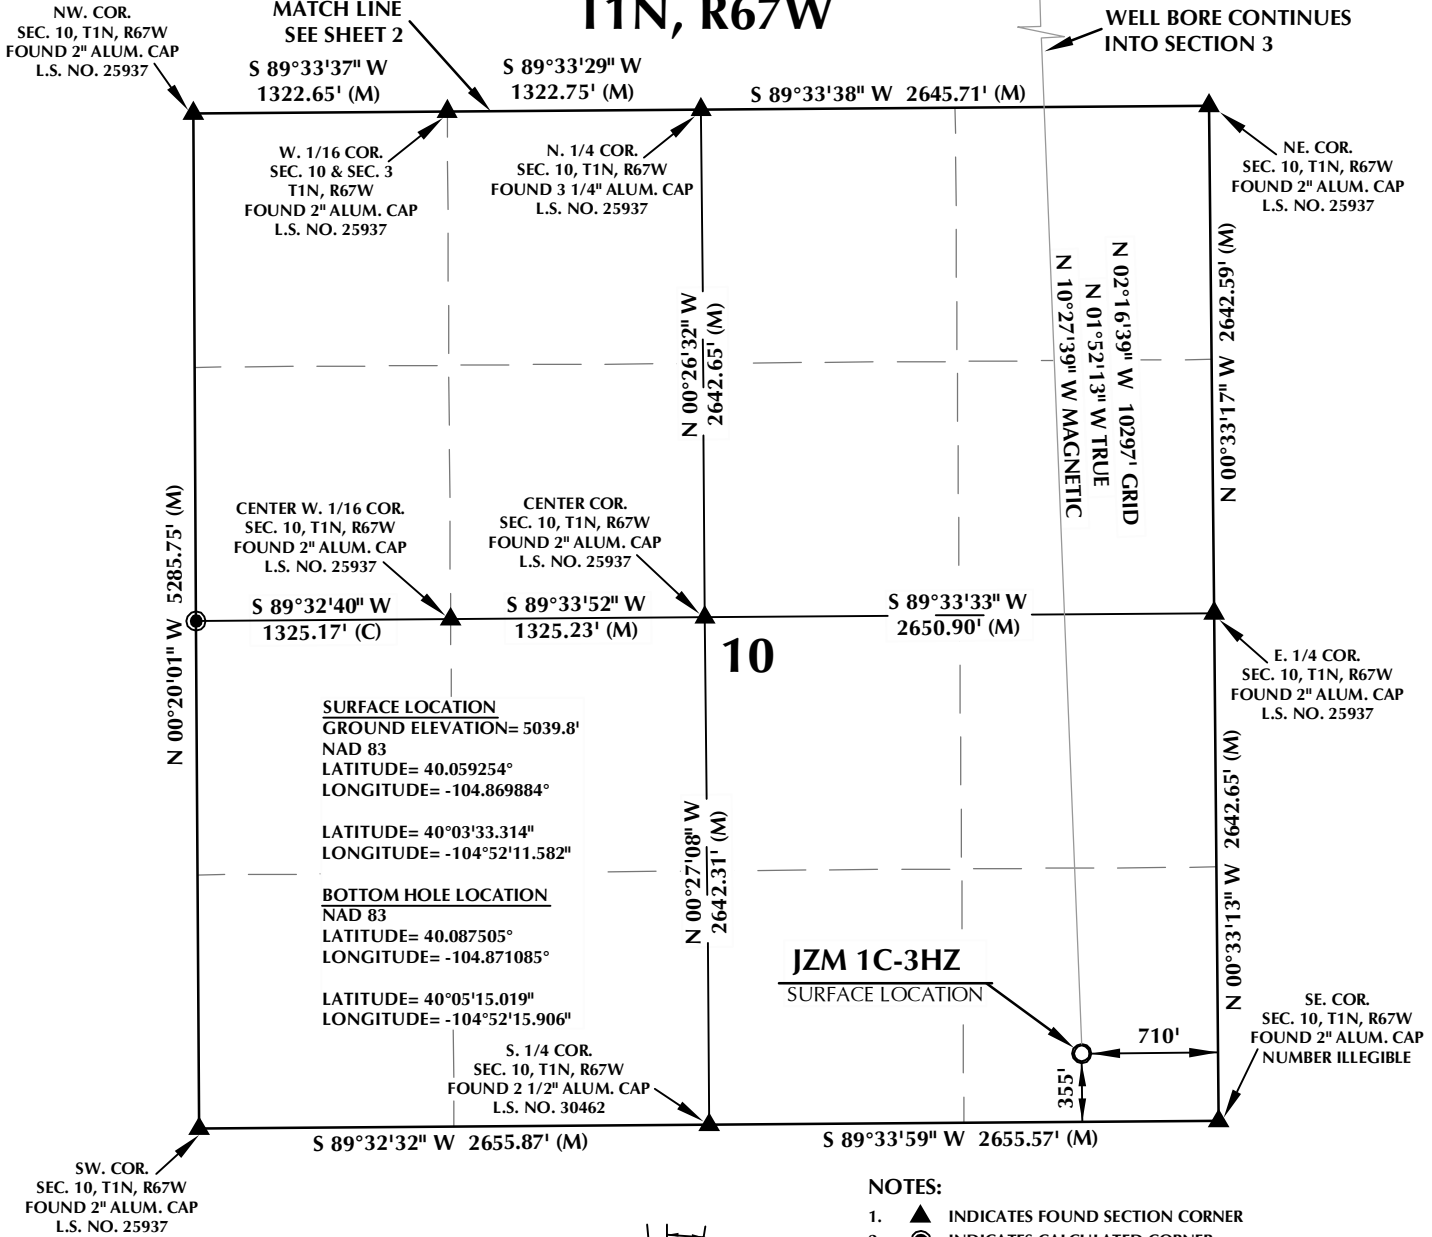 T1N, R67W
NW. COR.
SEC. 10, T1N, R67W
FOUND 2" ALUM. CAP
L.S. NO. 25937
MATCH LINE
SEE SHEET 2
WELL BORE CONTINUES
INTO SECTION 3
S 89°33'37" W
1322.65' (M)
S 89°33'29" W
1322.75' (M)
S 89°33'38" W 2645.71' (M)
W. 1/16 COR.
SEC. 10 & SEC. 3
T1N, R67W
FOUND 2" ALUM. CAP
L.S. NO. 25937
N. 1/4 COR.
SEC. 10, T1N, R67W
FOUND 3 1/4" ALUM. CAP
L.S. NO. 25937
NE. COR.
SEC. 10, T1N, R67W
FOUND 2" ALUM. CAP
L.S. NO. 25937
N 00°26'32" W
2642.65' (M)
N 02°16'39" W 10297' GRID
N 01°52'13" W TRUE
N 10°27'39" W MAGNETIC
N 00°33'17" W 2642.59' (M)
N 00°20'01" W 5285.75' (M)
CENTER W. 1/16 COR.
SEC. 10, T1N, R67W
FOUND 2" ALUM. CAP
L.S. NO. 25937
CENTER COR.
SEC. 10, T1N, R67W
FOUND 2" ALUM. CAP
L.S. NO. 25937
S 89°32'40" W
1325.17' (C)
S 89°33'52" W
1325.23' (M)
S 89°33'33" W
2650.90' (M)
10
E. 1/4 COR.
SEC. 10, T1N, R67W
FOUND 2" ALUM. CAP
L.S. NO. 25937
SURFACE LOCATION
GROUND ELEVATION= 5039.8'
NAD 83
LATITUDE= 40.059254°
LONGITUDE= -104.869884°
LATITUDE= 40°03'33.314"
LONGITUDE= -104°52'11.582"
BOTTOM HOLE LOCATION
NAD 83
LATITUDE= 40.087505°
LONGITUDE= -104.871085°
LATITUDE= 40°05'15.019"
LONGITUDE= -104°52'15.906"
N 00°27'08" W
2642.31' (M)
N 00°33'13" W 2642.65' (M)
JZM 1C-3HZ
SURFACE LOCATION
710'
355'
SE. COR.
SEC. 10, T1N, R67W
FOUND 2" ALUM. CAP
NUMBER ILLEGIBLE
S. 1/4 COR.
SEC. 10, T1N, R67W
FOUND 2 1/2" ALUM. CAP
L.S. NO. 30462
S 89°32'32" W 2655.87' (M)
S 89°33'59" W 2655.57' (M)
SW. COR.
SEC. 10, T1N, R67W
FOUND 2" ALUM. CAP
L.S. NO. 25937
NOTES:
1. INDICATES FOUND SECTION CORNER
2. INDICATES CALCULATED CORNER